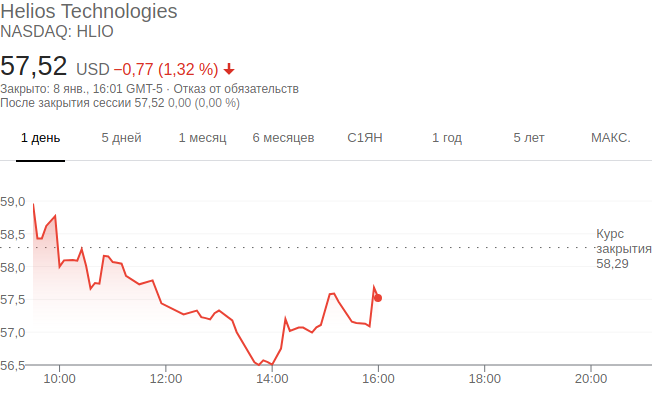 Helios Technologies
NASDAQ: HLIO
57,52 USD −0,77 (1,32 %)
Закрыто: 8 янв., 16:01 GMT-5 · Отказ от обязательств
После закрытия сессии 57,52 0,00 (0,00 %)
1 день 5 дней 1 месяц 6 месяцев С1ЯН 1 год 5 лет МАКС.
59,0
58,5
58,0
57,5
57,0
56,5
Курс
закрытия
58,29
10:00 12:00 14:00 16:00 18:00 20:00